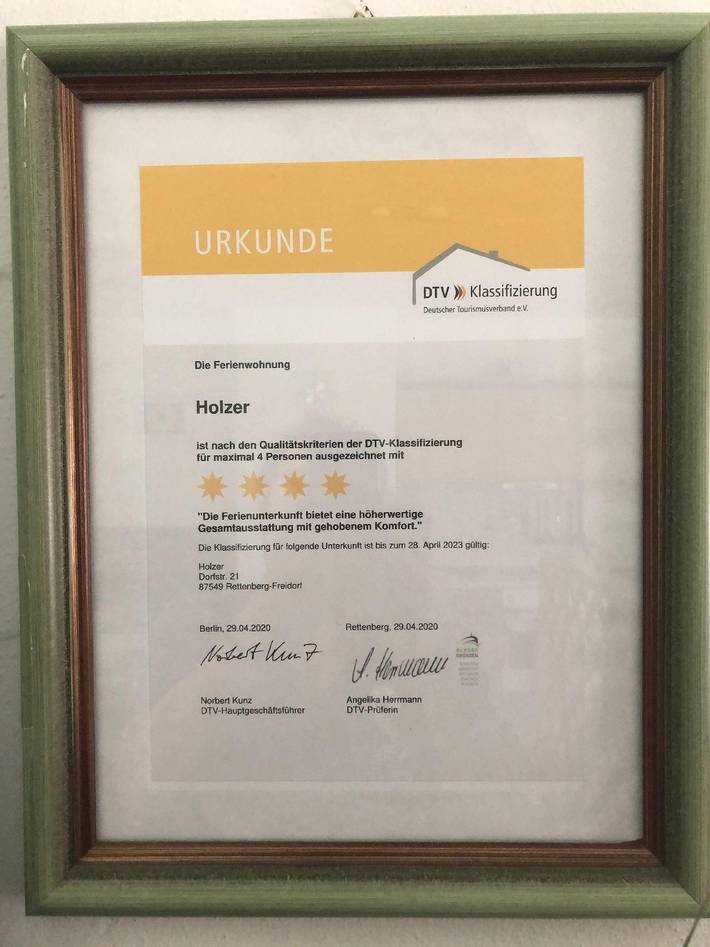 URKUNDE
DTV Klassifizierung
Deutscher Tourismusverband e.V.
Die Ferienwohnung
Holzer
ist nach den Qualitätskriterien der DTV-Klassifizierung
für maximal 4 Personen ausgezeichnet mit
"Die Ferienunterkunft bietet eine höherwertige
Gesamtausstattung mit gehobenem Komfort."
Die Klassifizierung für folgende Unterkunft ist bis zum 28. April 2023 gültig:
Holzer
Dorfstr. 21
87549 Rettenberg-Freidorf
Berlin, 29.04.2020
Rettenberg, 29.04.2020
Norbert Kunz
A. Herrmann
Norbert Kunz
DTV-Hauptgeschäftsführer
Angelika Herrmann
DTV-Prüferin